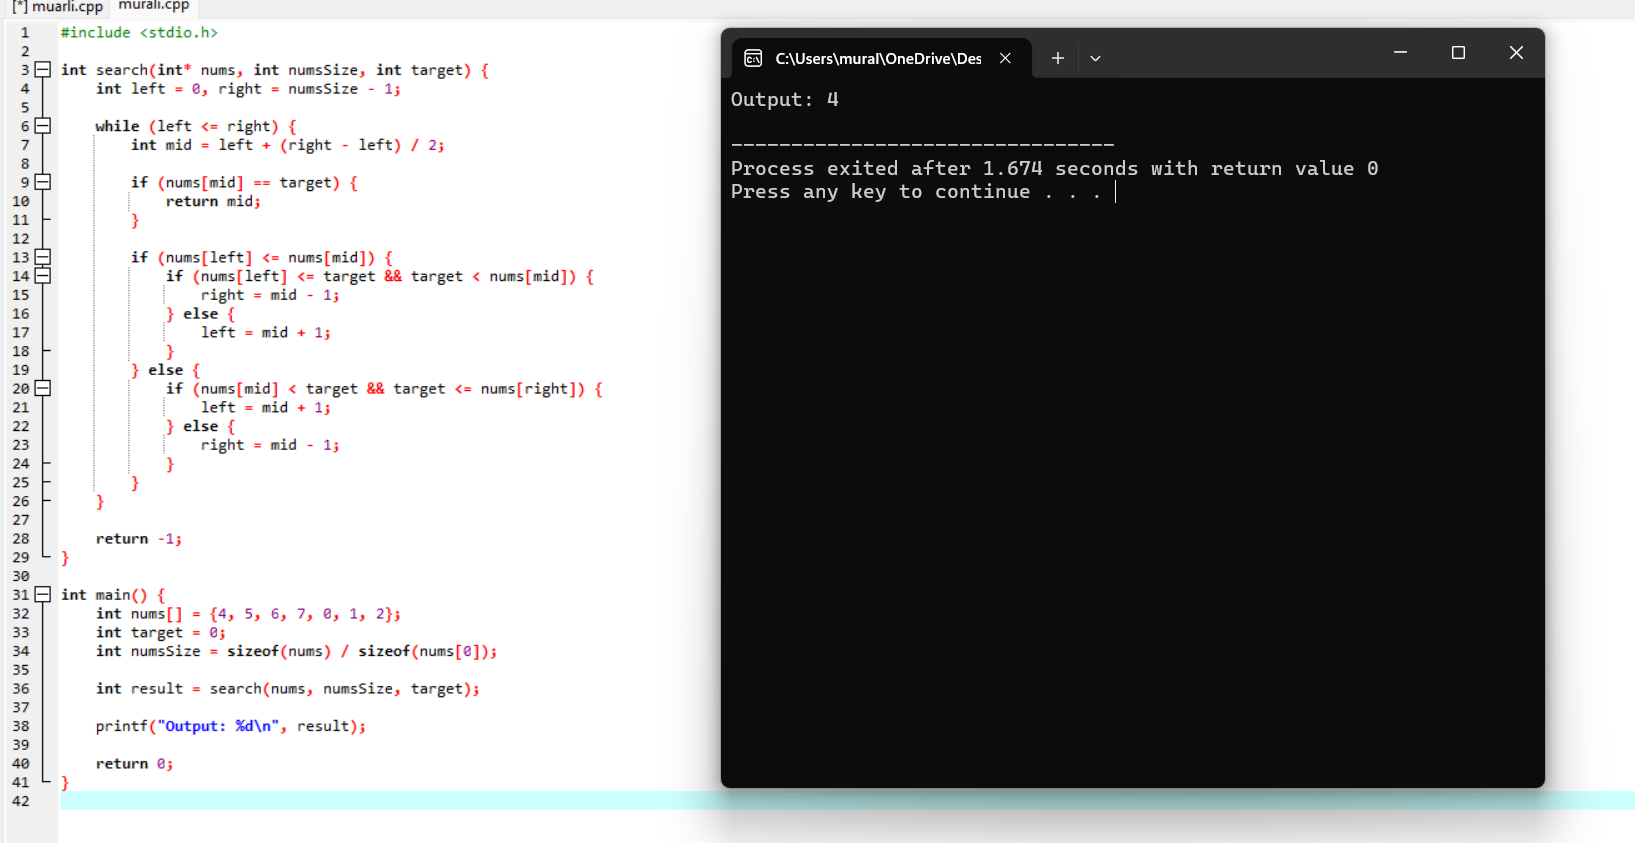 [*] muarli.cpp murali.cpp
1 #include <stdio.h>
2
3 int search(int* nums, int numsSize, int target) {
4     int left = 0, right = numsSize - 1;
5
6     while (left <= right) {
7         int mid = left + (right - left) / 2;
8
9         if (nums[mid] == target) {
10             return mid;
11         }
12
13         if (nums[left] <= nums[mid]) {
14             if (nums[left] <= target && target < nums[mid]) {
15                 right = mid - 1;
16             } else {
17                 left = mid + 1;
18             }
19         } else {
20             if (nums[mid] < target && target <= nums[right]) {
21                 left = mid + 1;
22             } else {
23                 right = mid - 1;
24             }
25         }
26     }
27
28     return -1;
29 }
30
31 int main() {
32     int nums[] = {4, 5, 6, 7, 0, 1, 2};
33     int target = 0;
34     int numsSize = sizeof(nums) / sizeof(nums[0]);
35
36     int result = search(nums, numsSize, target);
37
38     printf("Output: %d\n", result);
39
40     return 0;
41 }
42
C:\Users\mural\OneDrive\Des
Output: 4
--------------------------------
Process exited after 1.674 seconds with return value 0
Press any key to continue . . .